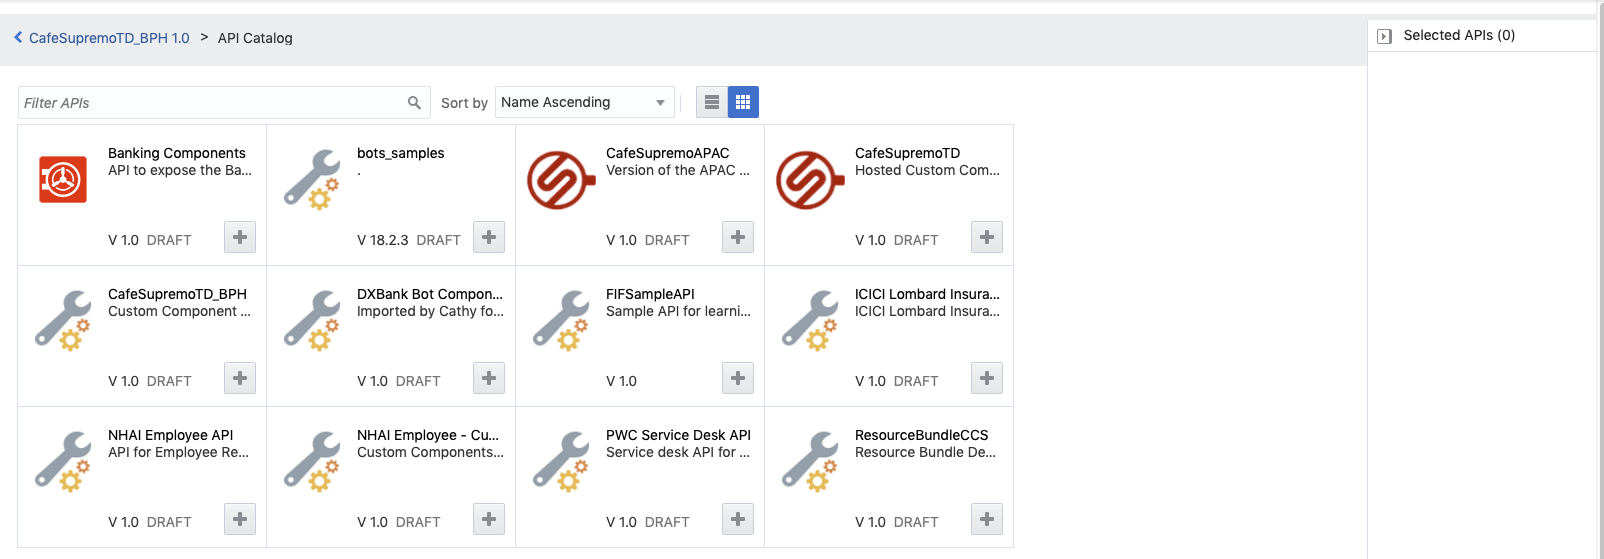 CafeSupremoTD_BPH 1.0 > API Catalog
Selected APIs (0)
Filter APIs
Sort by Name Ascending
Banking Components
API to expose the Ba...
V 1.0 DRAFT
bots_samples
.
V 18.2.3 DRAFT
CafeSupremoAPAC
Version of the APAC ...
V 1.0 DRAFT
CafeSupremoTD
Hosted Custom Com...
V 1.0 DRAFT
CafeSupremoTD_BPH
Custom Component ...
V 1.0 DRAFT
DXBank Bot Compon...
Imported by Cathy fo...
V 1.0 DRAFT
FIFSampleAPI
Sample API for learni...
V 1.0
ICICI Lombard Insura...
ICICI Lombard Insura...
V 1.0 DRAFT
NHAI Employee API
API for Employee Re...
V 1.0 DRAFT
NHAI Employee - Cu...
Custom Components...
V 1.0 DRAFT
PWC Service Desk API
Service desk API for ...
V 1.0 DRAFT
ResourceBundleCCS
Resource Bundle De...
V 1.0 DRAFT